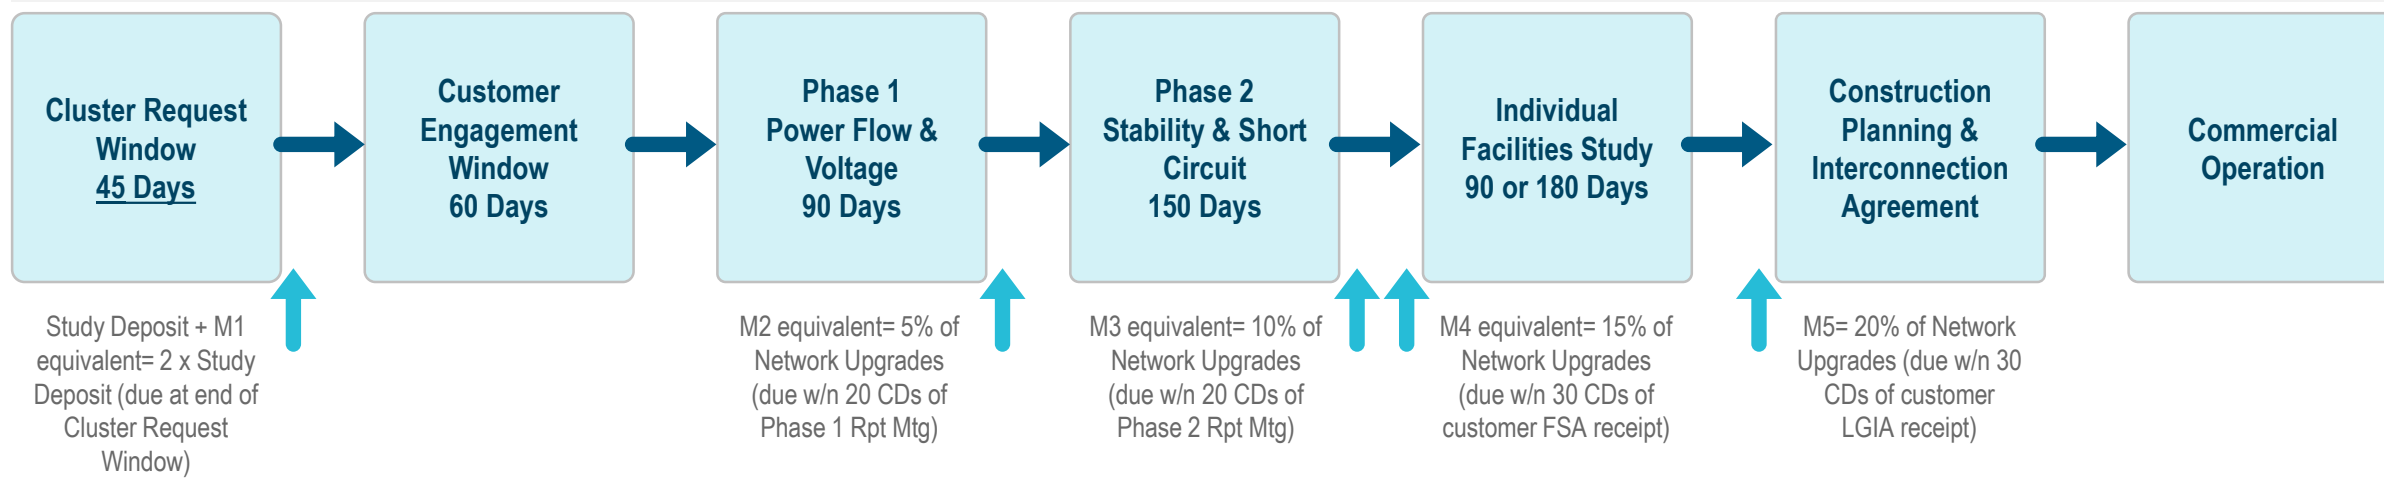 Cluster Request
Window
45 Days
Customer
Engagement
Window
60 Days
Phase 1
Power Flow &
Voltage
90 Days
Phase 2
Stability & Short
Circuit
150 Days
Individual
Facilities Study
90 or 180 Days
Construction
Planning &
Interconnection
Agreement
Commercial
Operation
Study Deposit + M1
equivalent= 2 x Study
Deposit (due at end of
Cluster Request
Window)
M2 equivalent= 5% of
Network Upgrades
(due w/n 20 CDs of
Phase 1 Rpt Mtg)
M3 equivalent= 10% of
Network Upgrades
(due w/n 20 CDs of
Phase 2 Rpt Mtg)
M4 equivalent= 15% of
Network Upgrades
(due w/n 30 CDs of
customer FSA receipt)
M5= 20% of Network
Upgrades (due w/n 30
CDs of customer
LGIA receipt)